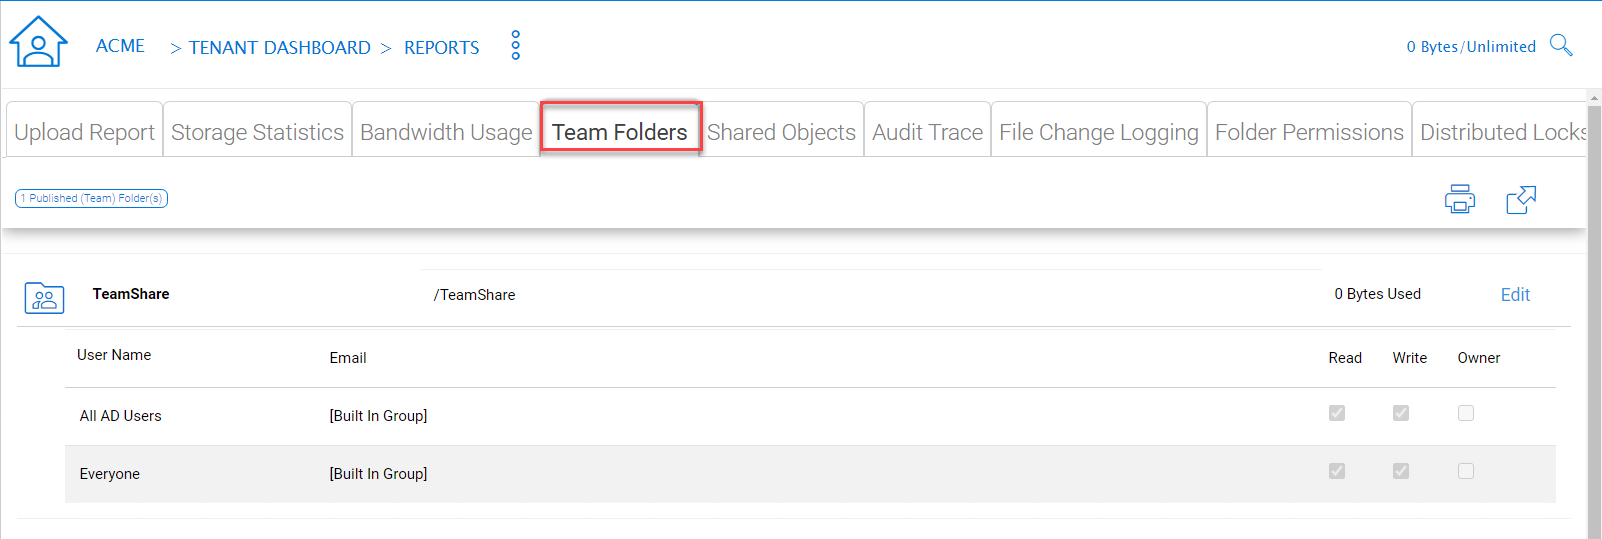 ACME > TENANT DASHBOARD > REPORTS 0 Bytes/Unlimited
Upload Report Storage Statistics Bandwidth Usage Team Folders Shared Objects Audit Trace File Change Logging Folder Permissions Distributed Locks
1 Published (Team) Folder(s)
TeamShare /TeamShare 0 Bytes Used Edit
User Name Email Read Write Owner
All AD Users [Built In Group]
Everyone [Built In Group]